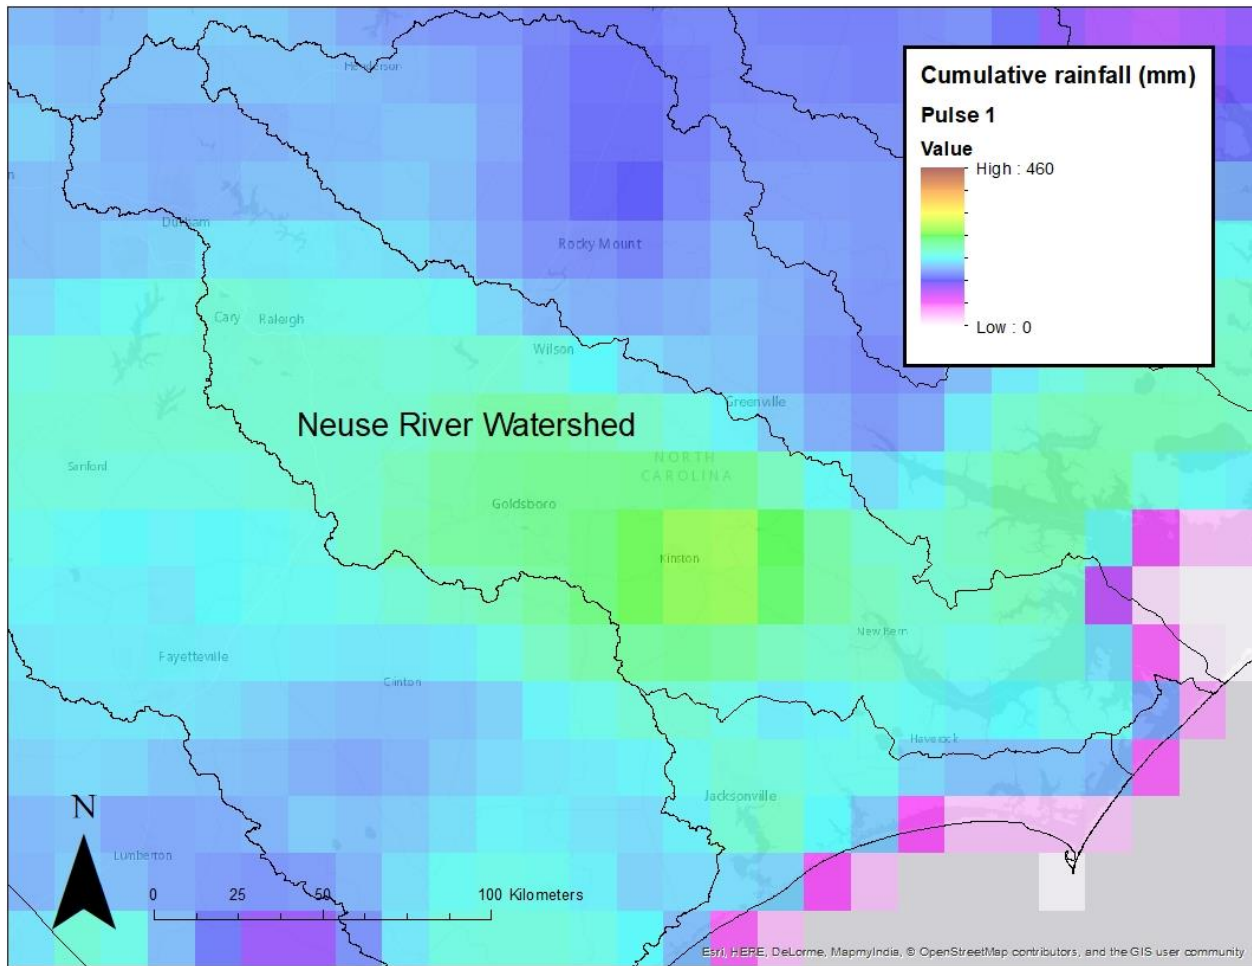 Henderson
Cumulative rainfall (mm)
Pulse 1
Value
High : 460
Low : 0
Durham
Rocky Mount
Cary
Raleigh
Wilson
Greenville
Neuse River Watershed
NORTH
CAROLINA
Sanford
Goldsboro
Kinston
New Bern
Fayetteville
Clinton
Havelock
Jacksonville
N
Lumberton
0 25 50 100 Kilometers
Esri, HERE, DeLorme, MapmyIndia, © OpenStreetMap contributors, and the GIS user community